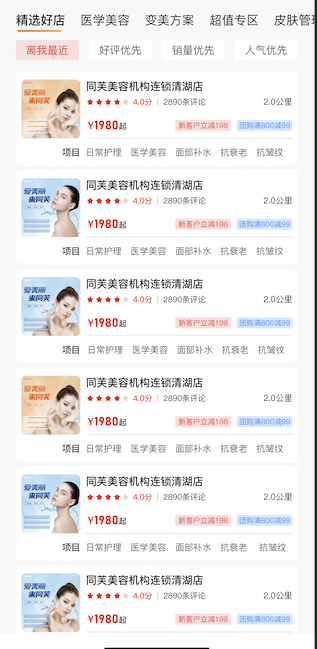 精选好店 医学美容 变美方案 超值专区 皮肤管理
离我最近 好评优先 销量优先 人气优先
爱美丽
来同芙
同芙美容机构连锁清湖店
4.0分 | 2890条评论 2.0公里
¥1980起 新客户立减198 团购满800减99
项目 日常护理 医学美容 面部补水 抗衰老 抗皱纹
爱美丽
来同芙
同芙美容机构连锁清湖店
4.0分 | 2890条评论 2.0公里
¥1980起 新客户立减198 团购满800减99
项目 日常护理 医学美容 面部补水 抗衰老 抗皱纹
爱美丽
来同芙
同芙美容机构连锁清湖店
4.0分 | 2890条评论 2.0公里
¥1980起 新客户立减198 团购满800减99
项目 日常护理 医学美容 面部补水 抗衰老 抗皱纹
爱美丽
来同芙
同芙美容机构连锁清湖店
4.0分 | 2890条评论 2.0公里
¥1980起 新客户立减198 团购满800减99
项目 日常护理 医学美容 面部补水 抗衰老 抗皱纹
爱美丽
来同芙
同芙美容机构连锁清湖店
4.0分 | 2890条评论 2.0公里
¥1980起 新客户立减198 团购满800减99
项目 日常护理 医学美容 面部补水 抗衰老 抗皱纹
爱美丽
来同芙
同芙美容机构连锁清湖店
4.0分 | 2890条评论 2.0公里
¥1980起 新客户立减198 团购满800减99